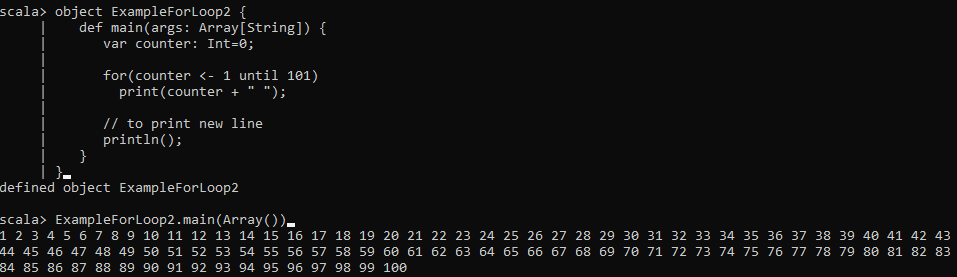 scala> object ExampleForLoop2 {
     |    def main(args: Array[String]) {
     |       var counter: Int=0;
     |
     |       for(counter <- 1 until 101)
     |         print(counter + " ");
     |
     |       // to print new line
     |       println();
     |    }
     | }
defined object ExampleForLoop2

scala> ExampleForLoop2.main(Array())
1 2 3 4 5 6 7 8 9 10 11 12 13 14 15 16 17 18 19 20 21 22 23 24 25 26 27 28 29 30 31 32 33 34 35 36 37 38 39 40 41 42 43
44 45 46 47 48 49 50 51 52 53 54 55 56 57 58 59 60 61 62 63 64 65 66 67 68 69 70 71 72 73 74 75 76 77 78 79 80 81 82 83
84 85 86 87 88 89 90 91 92 93 94 95 96 97 98 99 100